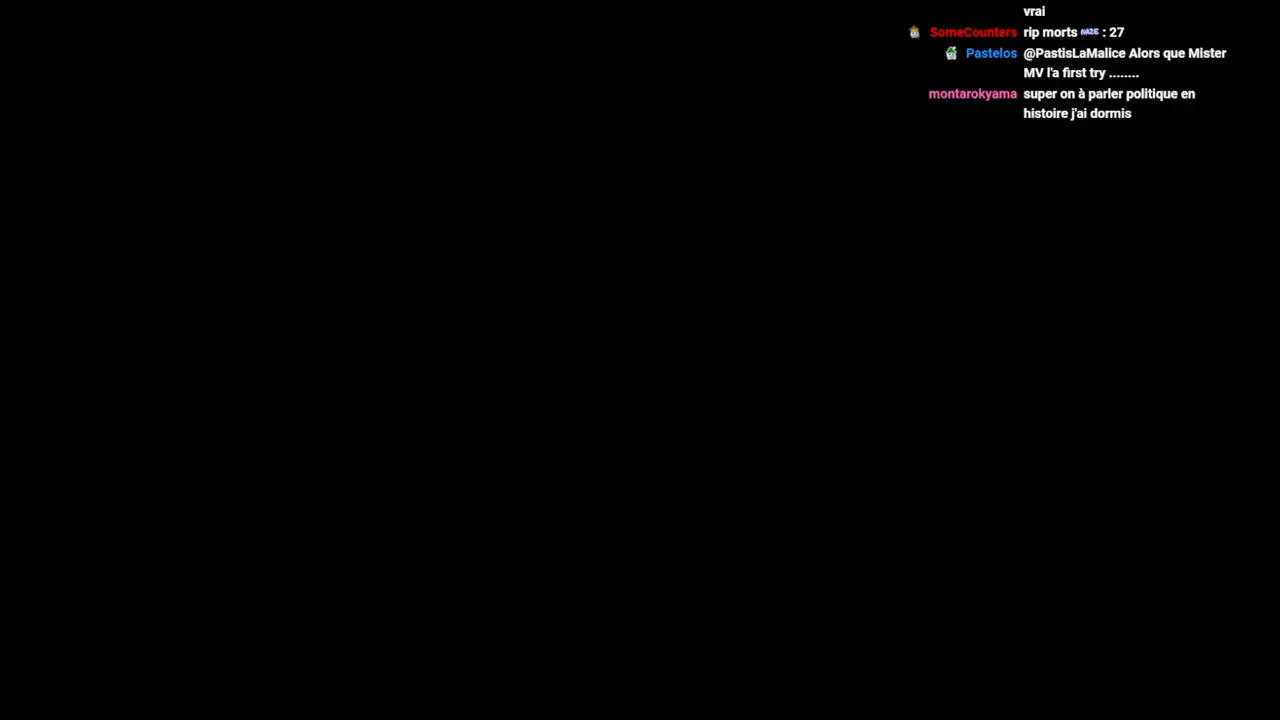 vrai
SomeCounters rip morts NAZE : 27
Pastelos @PastisLaMalice Alors que Mister
MV l'a first try ........
montarokyama super on à parler politique en
histoire j'ai dormis